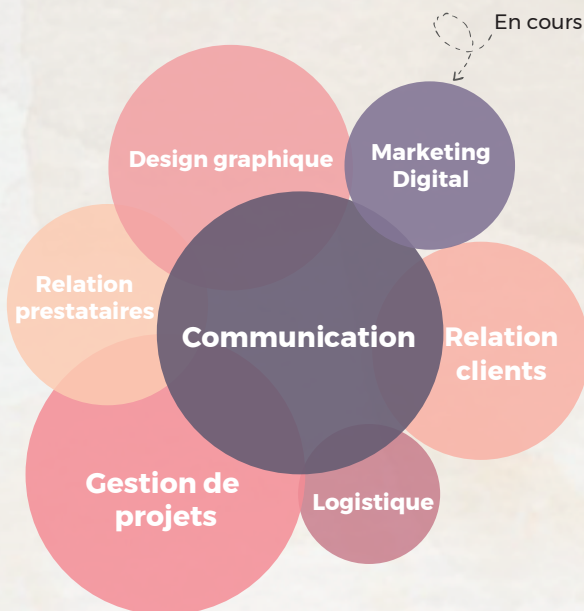 En cours
Design graphique
Marketing
Digital
Relation
prestataires
Communication
Relation
clients
Gestion de
projets
Logistique